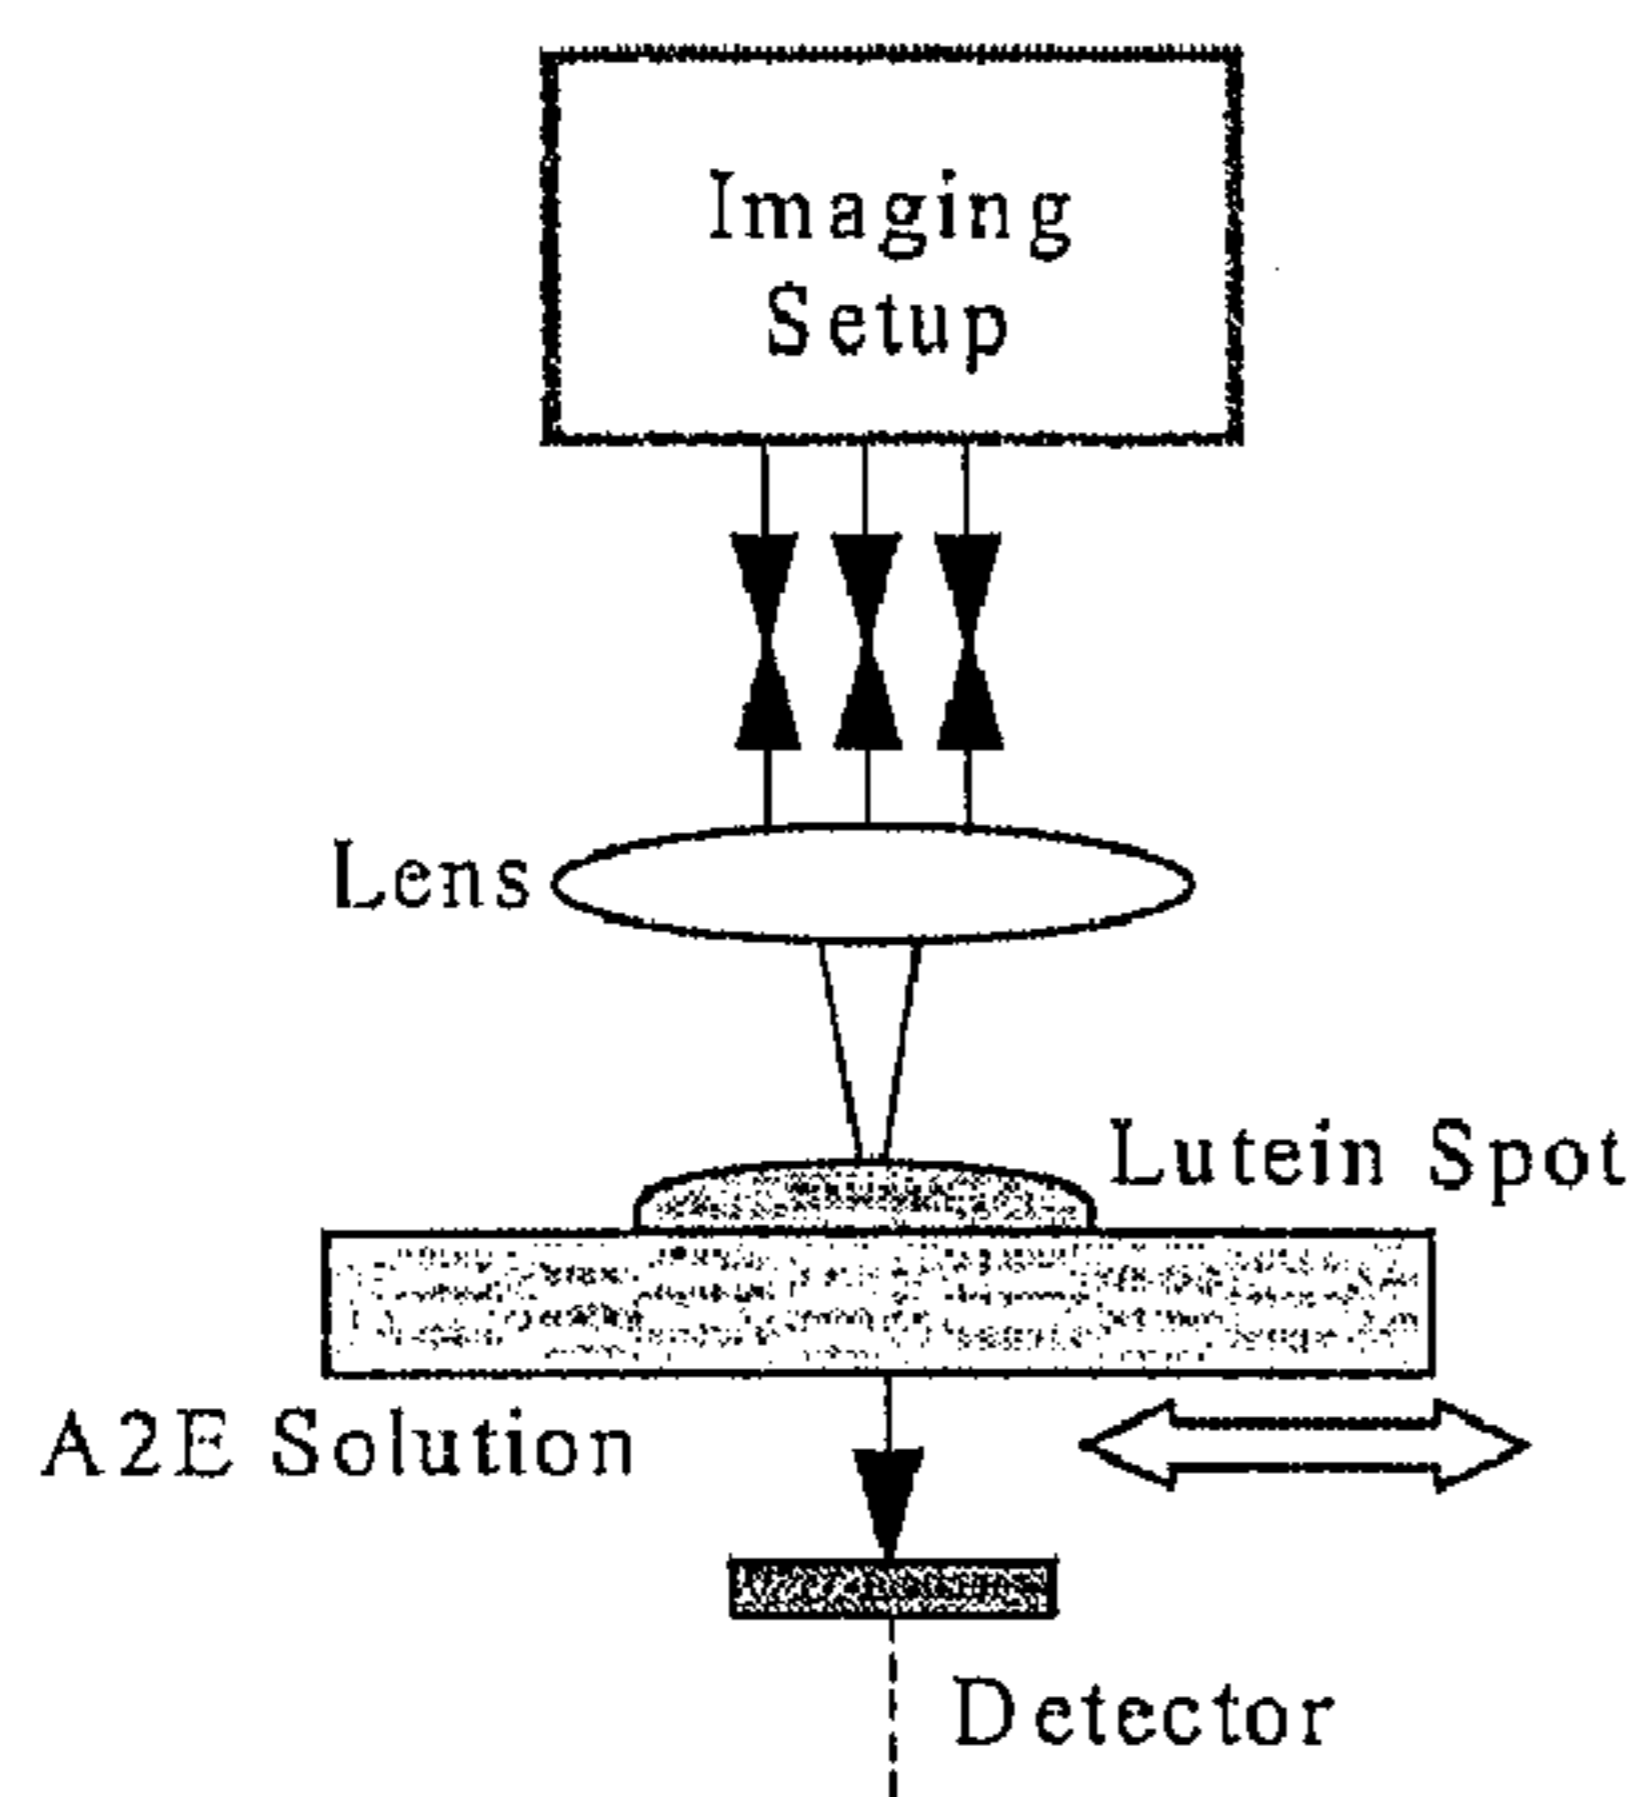 Imaging
Setup
Lens
Lutein Spot
A2E Solution
Detector